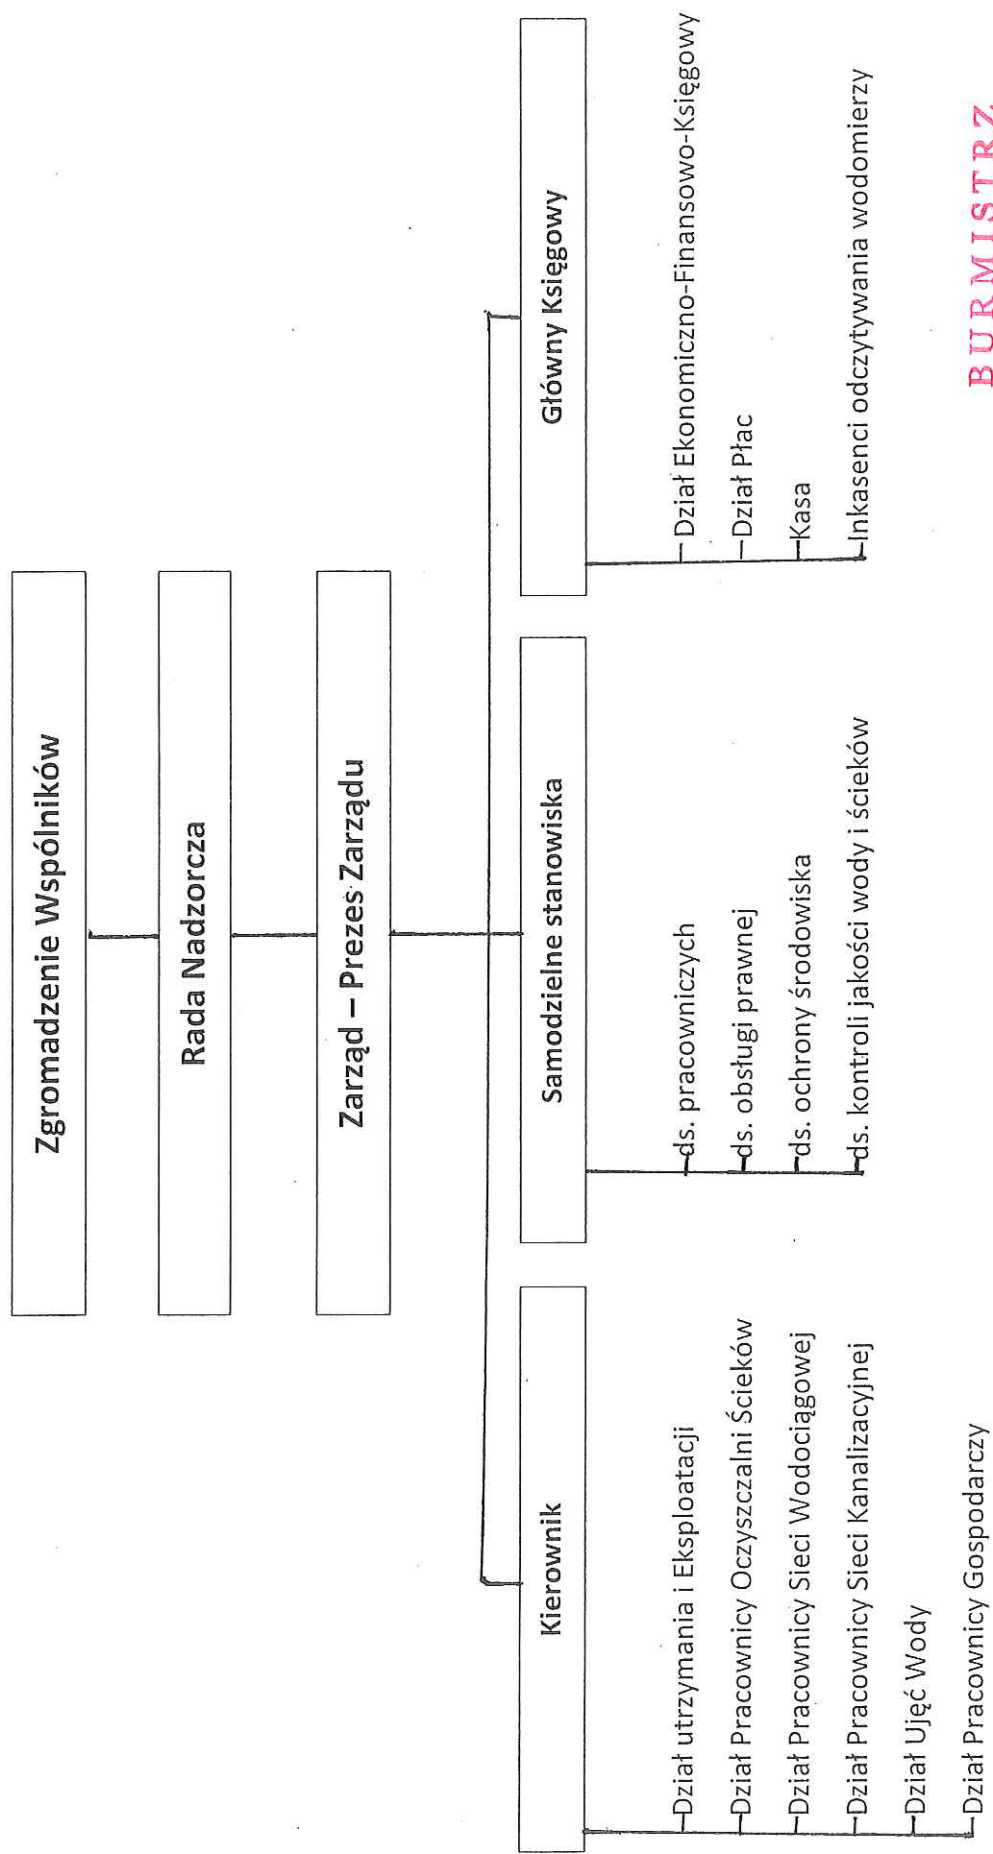 Zgromadzenie Wspólników
Rada Nadzorcza
Zarząd – Prezes Zarządu
Kierownik
Dział utrzymania i Eksploatacji
Dział Pracownicy Oczyszczalni Ścieków
Dział Pracownicy Sieci Wodociągowej
Dział Pracownicy Sieci Kanalizacyjnej
Dział Ujęć Wody
Dział Pracownicy Gospodarczy
Samodzielne stanowiska
ds. pracowniczych
ds. obsługi prawnej
ds. ochrony środowiska
ds. kontroli jakości wody i ścieków
Główny Księgowy
Dział Ekonomiczno-Finansowo-Księgowy
Dział Płac
Kasa
Inkasenci odczytywania wodomierzy
BURMISTRZ